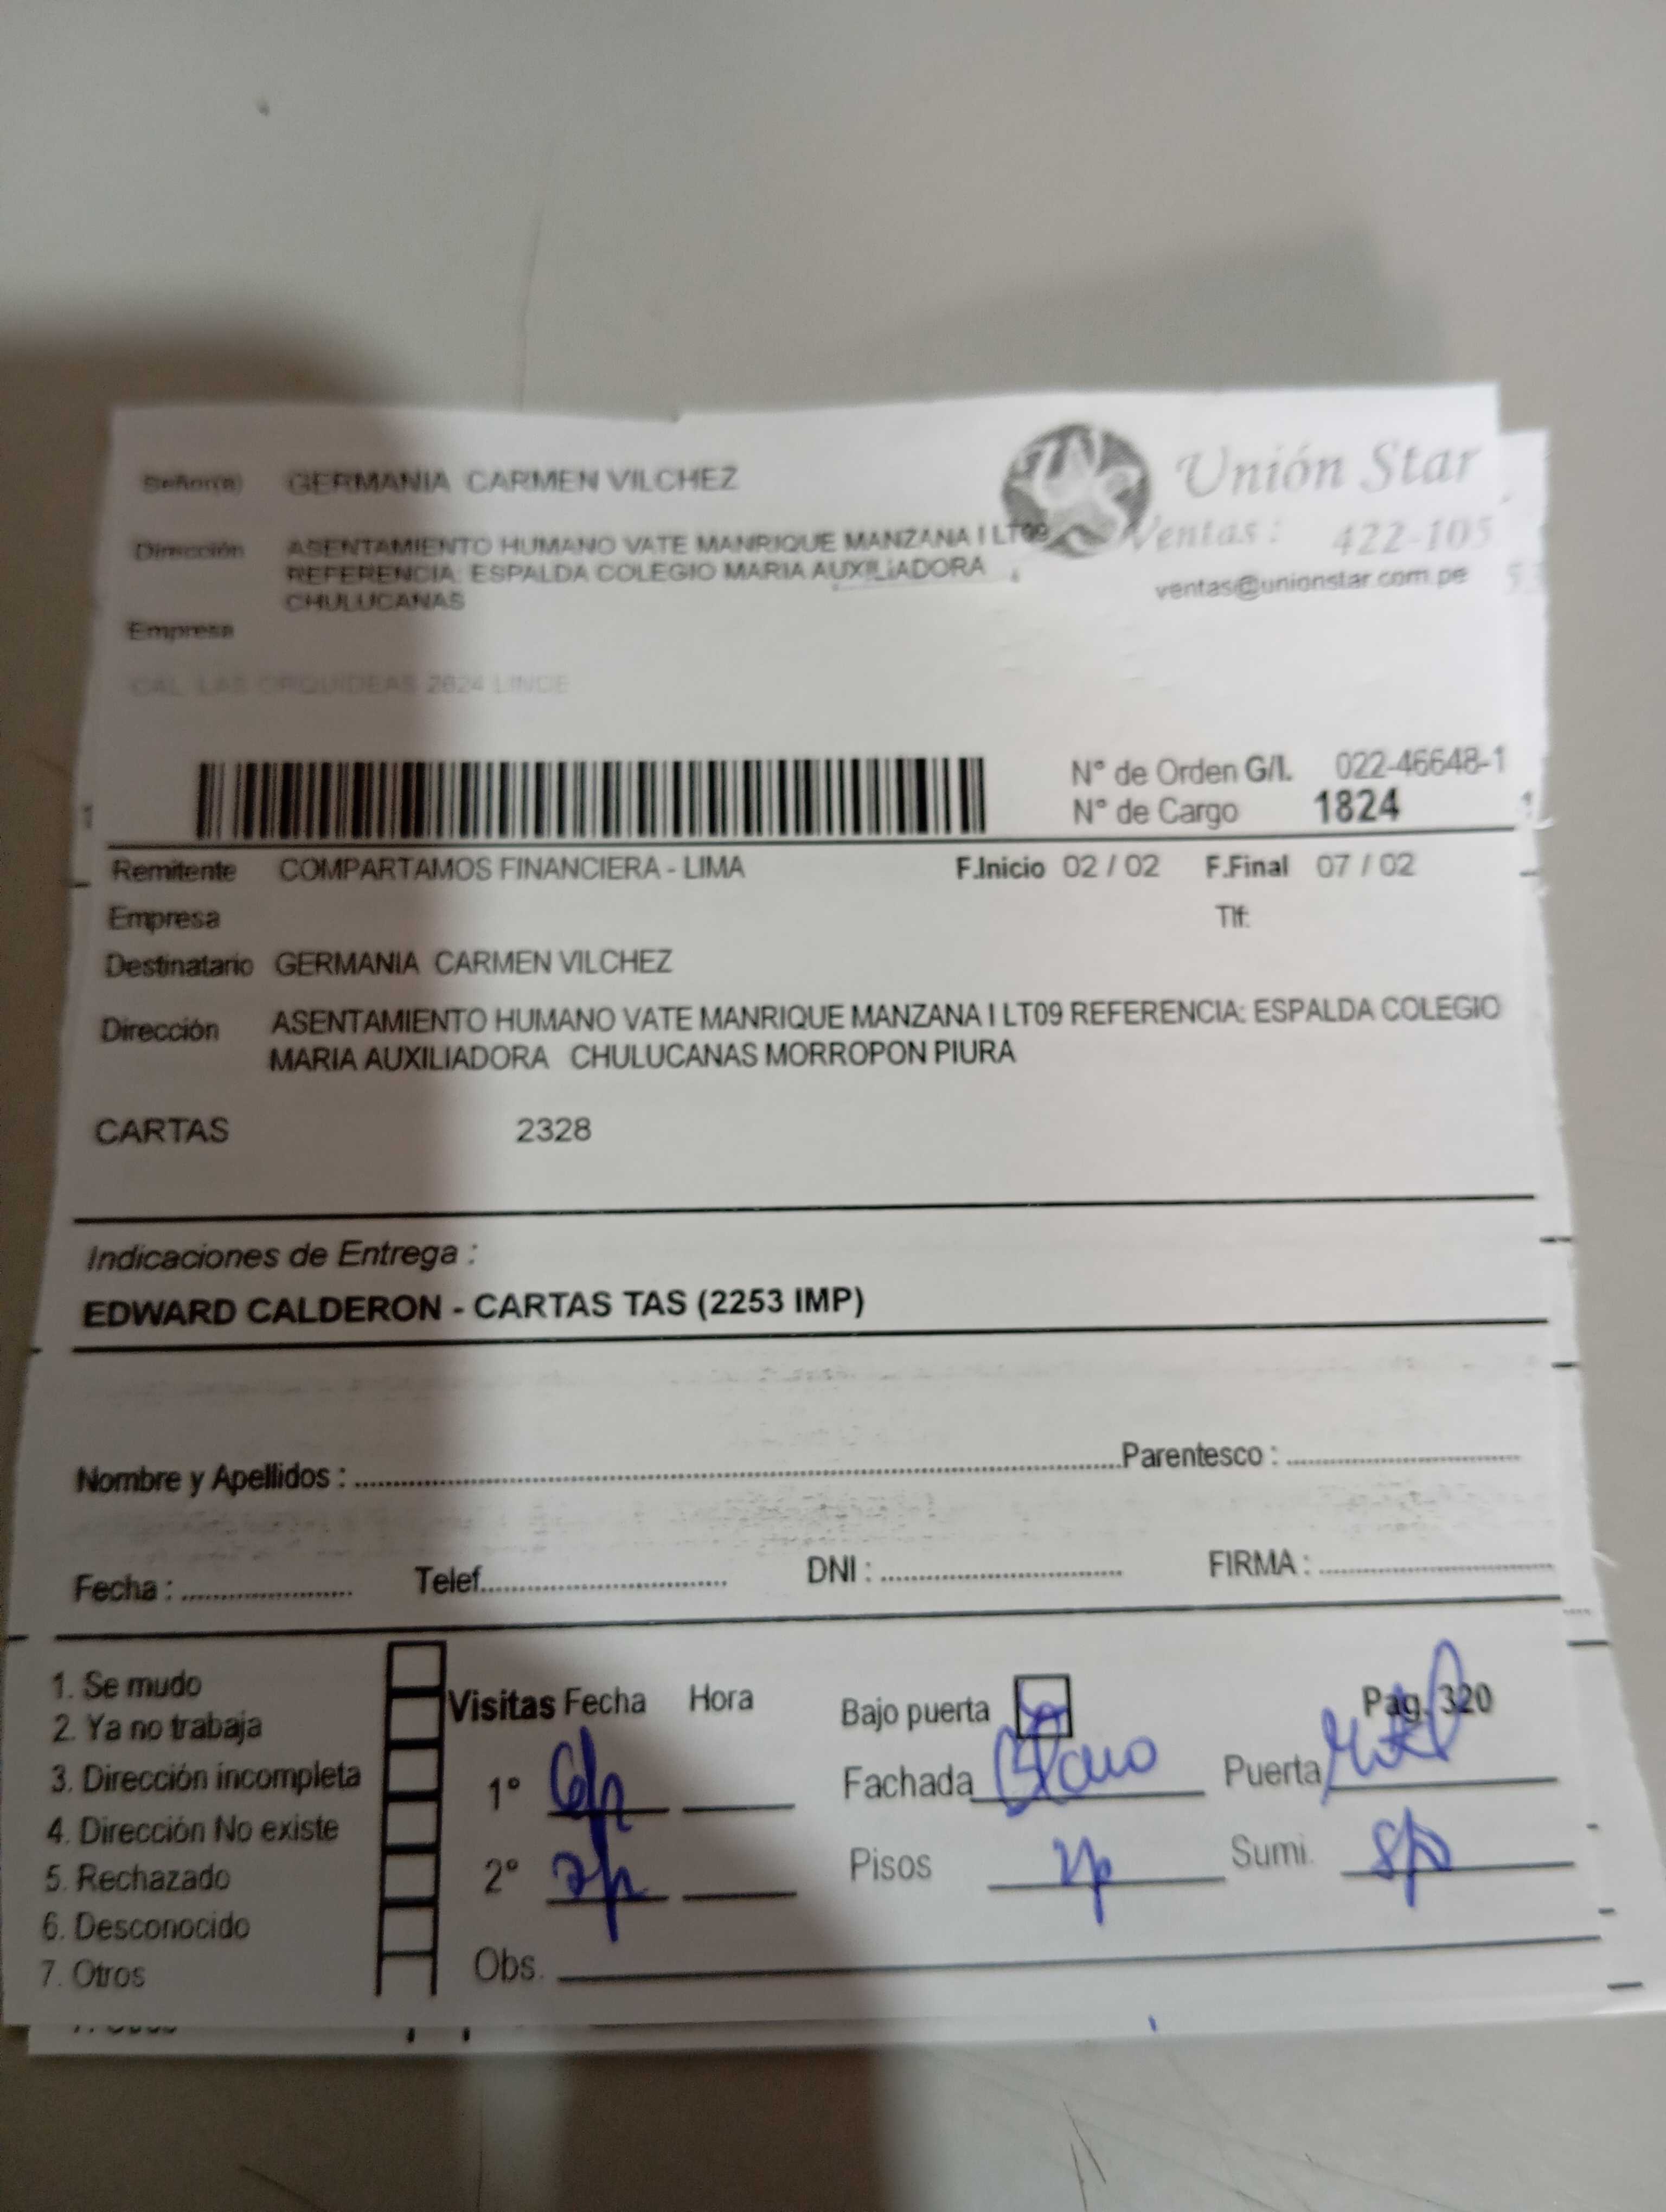 Señor(a) GERMANIA CARMEN VILCHEZ
Unión Star
Ventas : 422-105
ventas@unionstar.com.pe
Dirección ASENTAMIENTO HUMANO VATE MANRIQUE MANZANA I LT09
REFERENCIA: ESPALDA COLEGIO MARIA AUXILIADORA
CHULUCANAS
Empresa
CAL. LAS ORQUIDEAS 2624 LINCE
N° de Orden G/I. 022-46648-1
N° de Cargo 1824
Remitente COMPARTAMOS FINANCIERA - LIMA F.Inicio 02 / 02 F.Final 07 / 02
Empresa Tlf:
Destinatario GERMANIA CARMEN VILCHEZ
Dirección ASENTAMIENTO HUMANO VATE MANRIQUE MANZANA I LT09 REFERENCIA: ESPALDA COLEGIO
MARIA AUXILIADORA CHULUCANAS MORROPON PIURA
CARTAS 2328
Indicaciones de Entrega :
EDWARD CALDERON - CARTAS TAS (2253 IMP)
Nombre y Apellidos : Parentesco :
Fecha : Telef. DNI : FIRMA :
1. Se mudo
2. Ya no trabaja
3. Dirección incompleta
4. Dirección No existe
5. Rechazado
6. Desconocido
7. Otros
Visitas Fecha Hora
1°
2°
Obs.
Bajo puerta Pag. 320
Fachada Puerta
Pisos Sumi. S/S